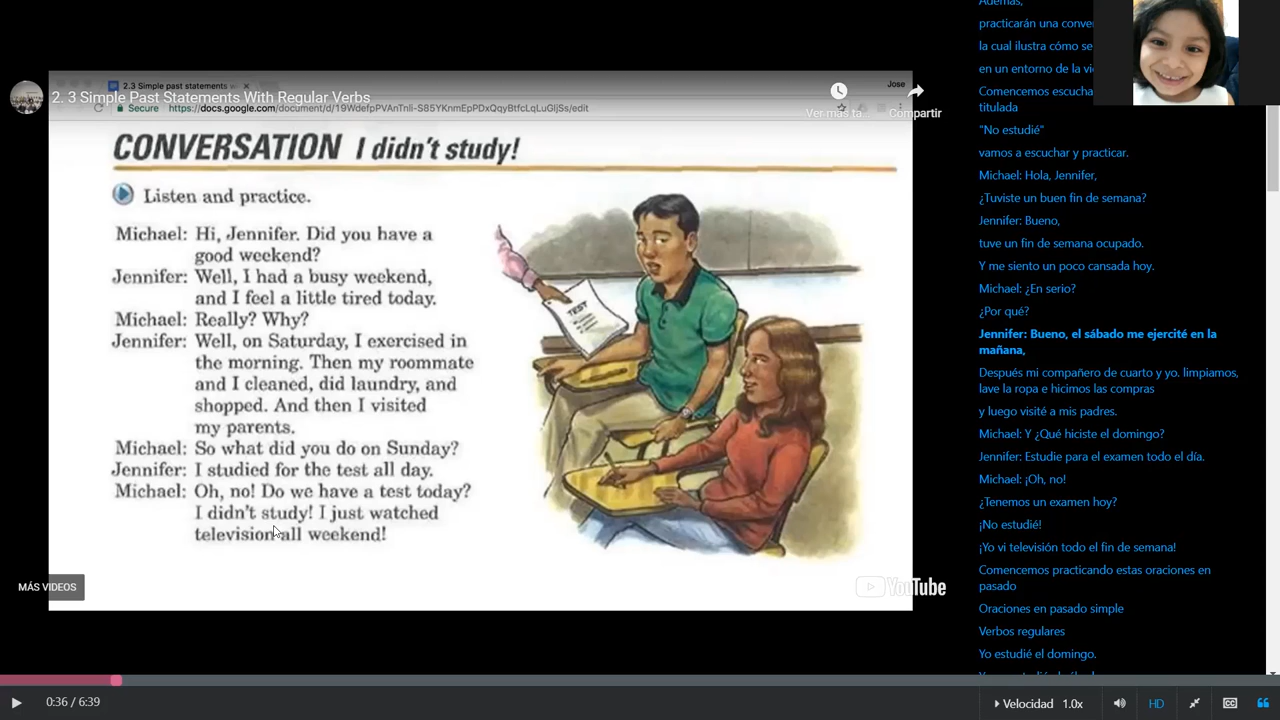 2.3 Simple past statements w
Jose
Secure https://docs.google.com/document/d/19WdefpPVAnTnli-S85YKnmEpPDxQqyBtfcLqLuGljSs/edit
2. 3 Simple Past Statements With Regular Verbs
Ver más ta...
Compartir
CONVERSATION I didn't study!
Listen and practice.
Michael: Hi, Jennifer. Did you have a
good weekend?
Jennifer: Well, I had a busy weekend,
and I feel a little tired today.
Michael: Really? Why?
Jennifer: Well, on Saturday, I exercised in
the morning. Then my roommate
and I cleaned, did laundry, and
shopped. And then I visited
my parents.
Michael: So what did you do on Sunday?
Jennifer: I studied for the test all day.
Michael: Oh, no! Do we have a test today?
I didn't study! I just watched
television all weekend!
TEST
MÁS VIDEOS
YouTube
0:36 / 6:39
Además,
practicarán una conve
la cual ilustra cómo se
en un entorno de la vi
Comencemos escucha
titulada
"No estudié"
vamos a escuchar y practicar.
Michael: Hola, Jennifer,
¿Tuviste un buen fin de semana?
Jennifer: Bueno,
tuve un fin de semana ocupado.
Y me siento un poco cansada hoy.
Michael: ¿En serio?
¿Por qué?
Jennifer: Bueno, el sábado me ejercité en la
mañana,
Después mi compañero de cuarto y yo. limpiamos,
lave la ropa e hicimos las compras
y luego visité a mis padres.
Michael: Y ¿Qué hiciste el domingo?
Jennifer: Estudie para el examen todo el día.
Michael: ¡Oh, no!
¿Tenemos un examen hoy?
¡No estudié!
¡Yo vi televisión todo el fin de semana!
Comencemos practicando estas oraciones en
pasado
Oraciones en pasado simple
Verbos regulares
Yo estudié el domingo.
Velocidad 1.0x
HD
CC